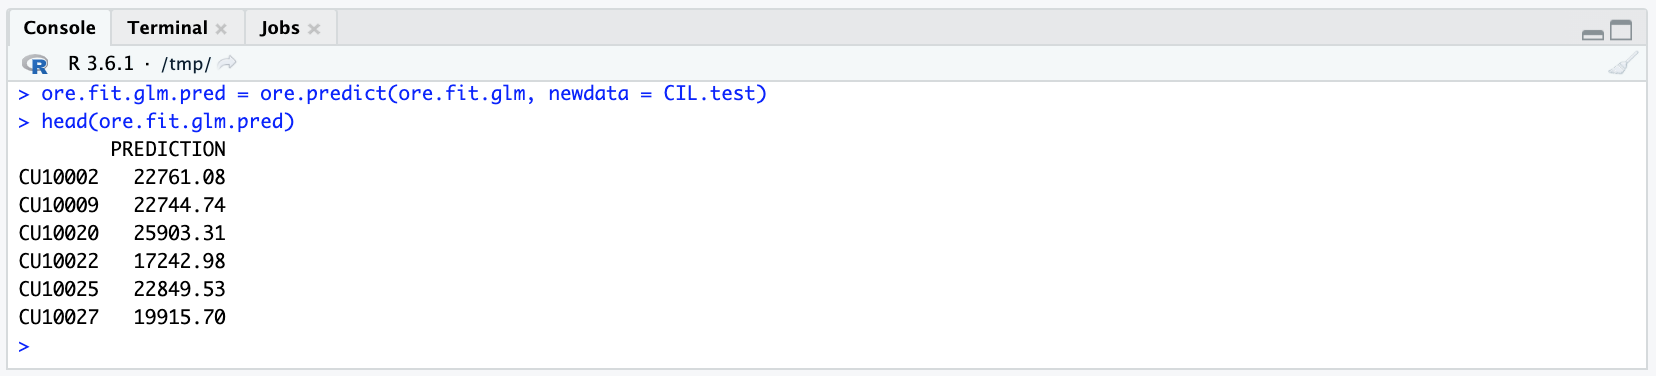 Console Terminal × Jobs ×
R R 3.6.1 · /tmp/
> ore.fit.glm.pred = ore.predict(ore.fit.glm, newdata = CIL.test)
> head(ore.fit.glm.pred)
PREDICTION
CU10002 22761.08
CU10009 22744.74
CU10020 25903.31
CU10022 17242.98
CU10025 22849.53
CU10027 19915.70
>